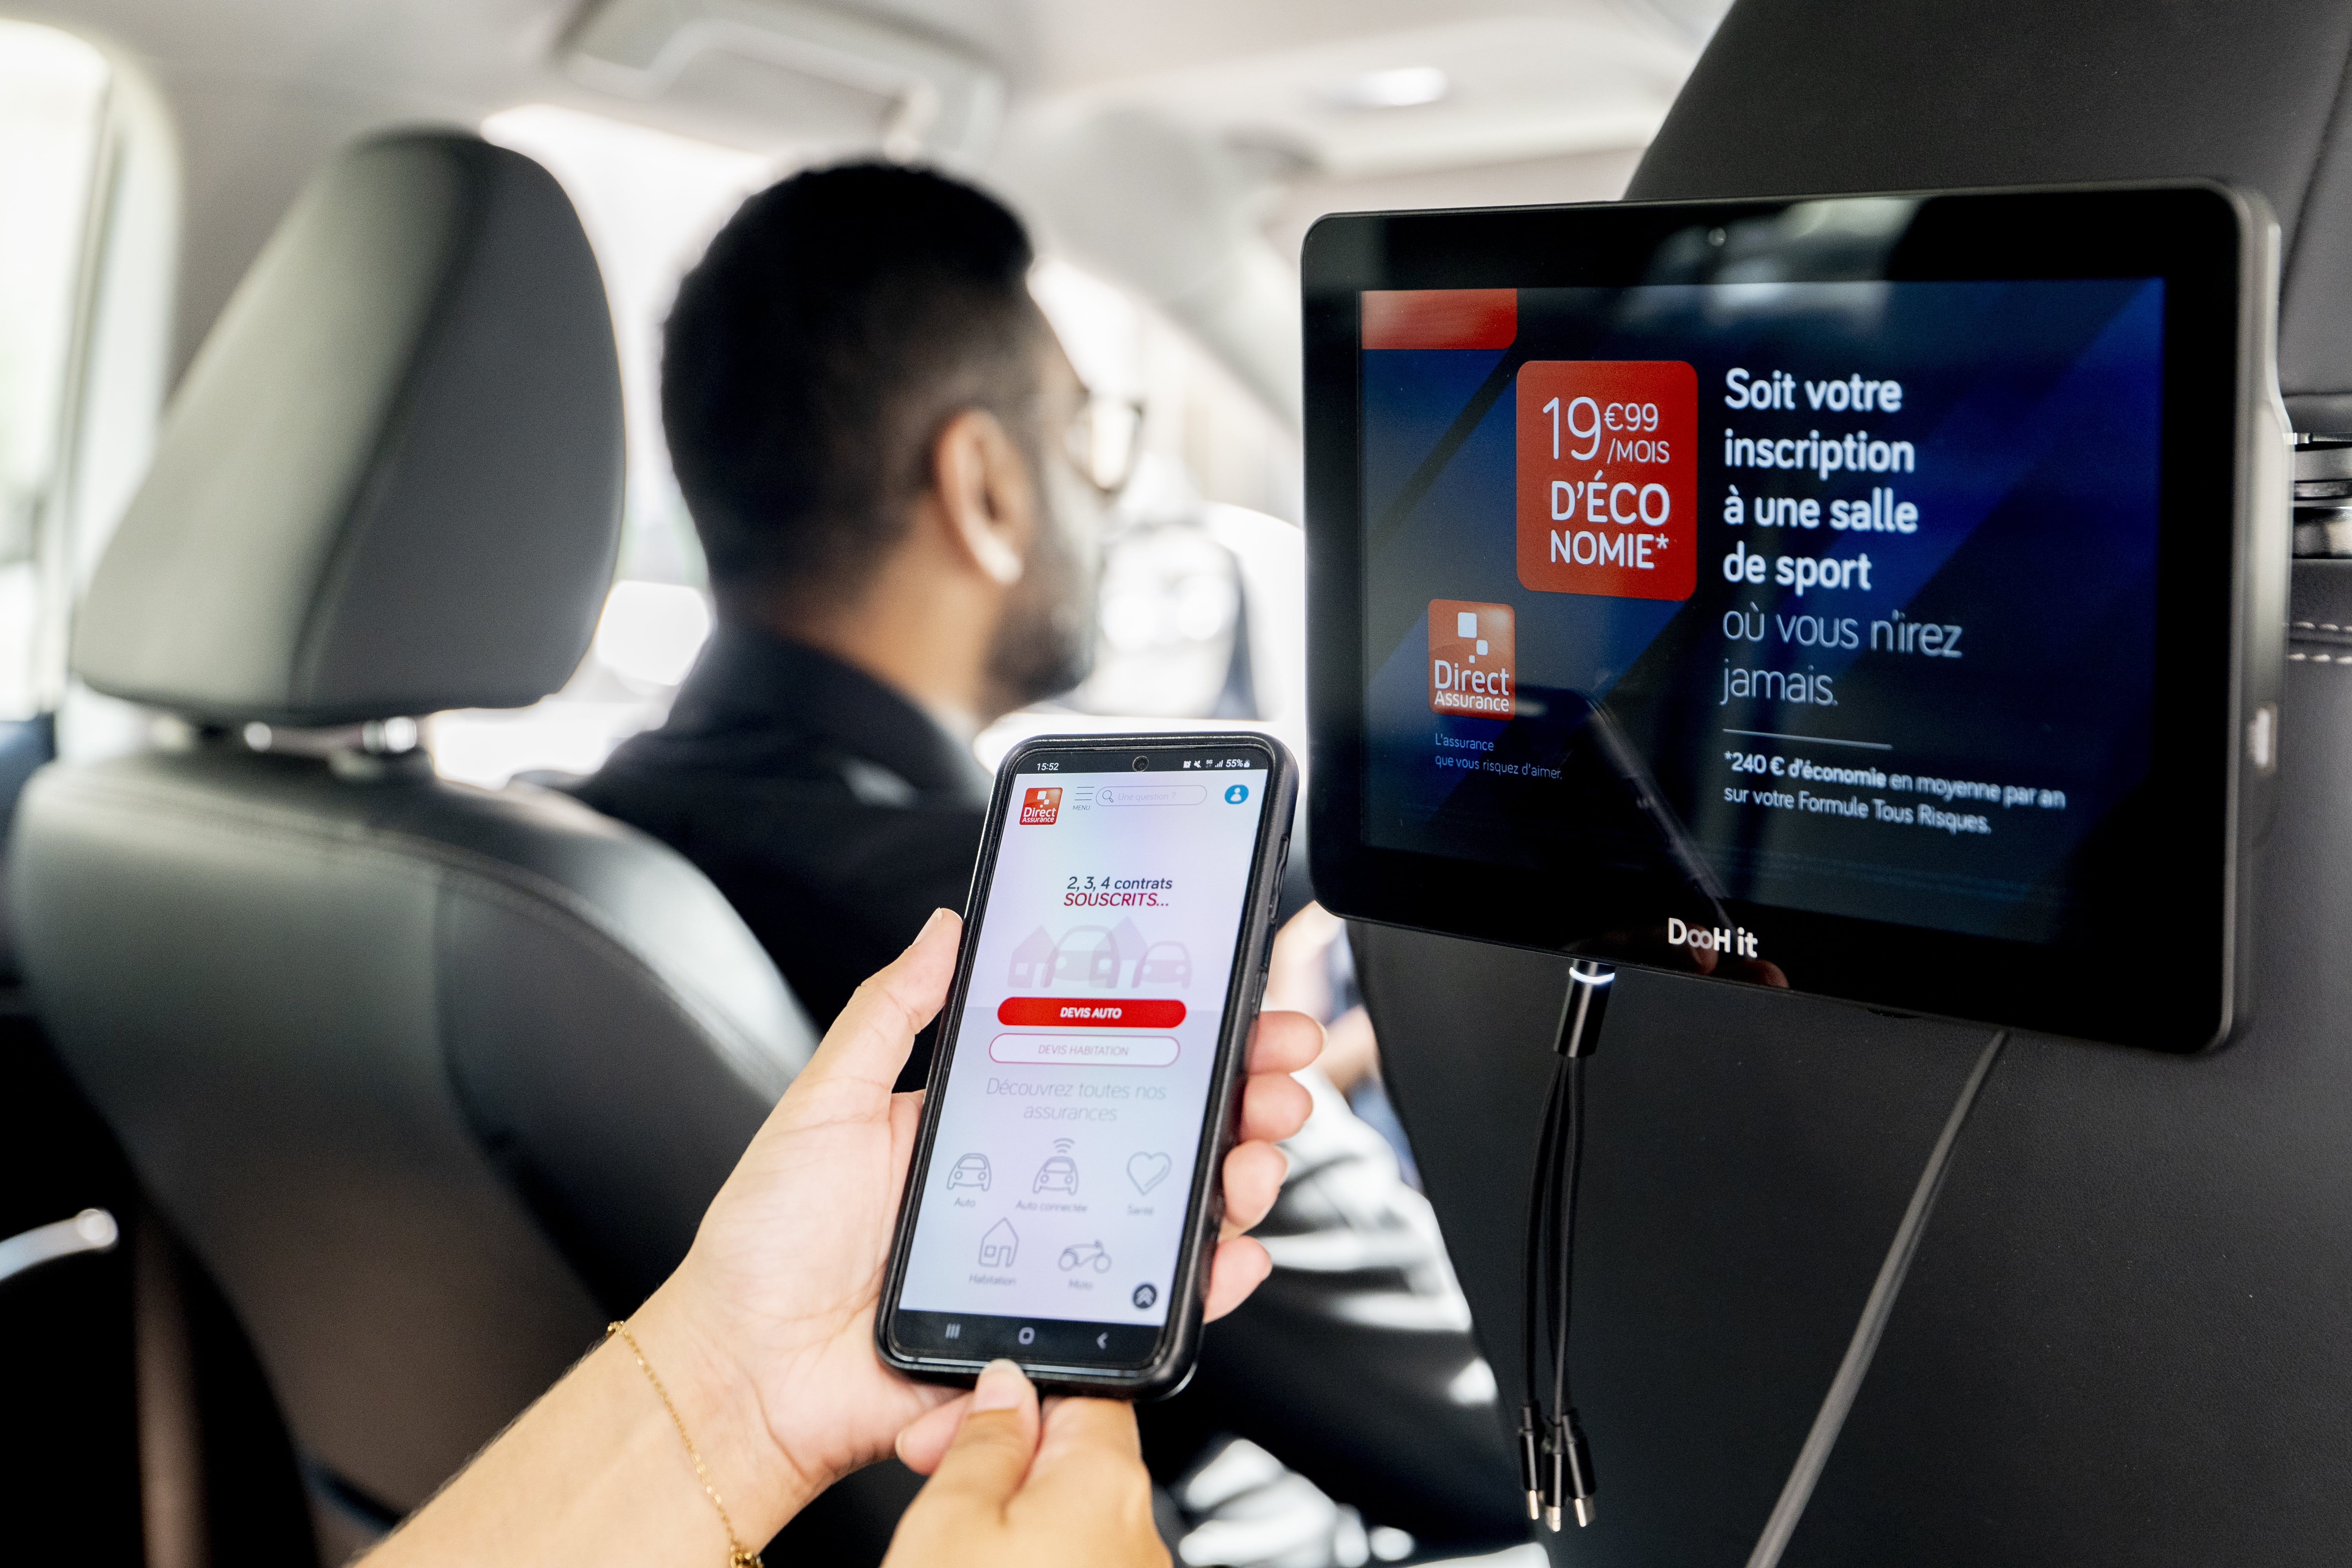 19€99
/MOIS
D'ÉCO
NOMIE*
Soit votre
inscription
à une salle
de sport
où vous n'irez
jamais.
*240 € d'économie en moyenne par an
sur votre Formule Tous Risques.
Direct
Assurance
L'assurance
que vous risquez d'aimer.
DooH it
15:52
55%
Direct
Assurance
MENU
Une question ?
2, 3, 4 contrats
SOUSCRITS...
DEVIS AUTO
DEVIS HABITATION
Découvrez toutes nos
assurances
Auto
Auto connectée
Santé
Habitation
Moto